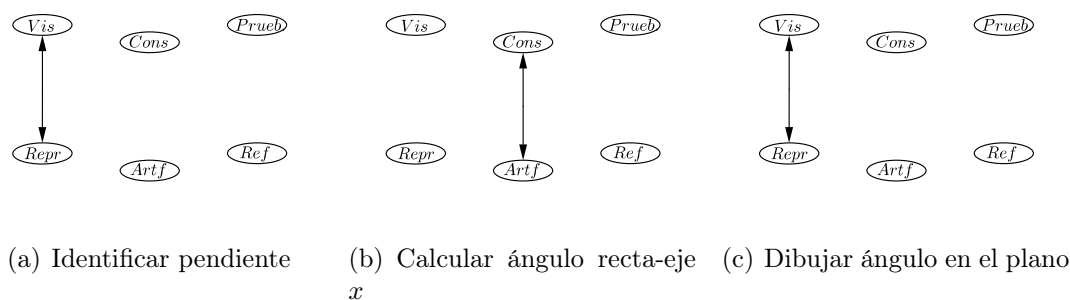 Vis
Cons
Prueb
Repr
Artf
Ref
(a) Identificar pendiente
Vis
Cons
Prueb
Repr
Artf
Ref
(b) Calcular ángulo recta-eje
x
Vis
Cons
Prueb
Repr
Artf
Ref
(c) Dibujar ángulo en el plano